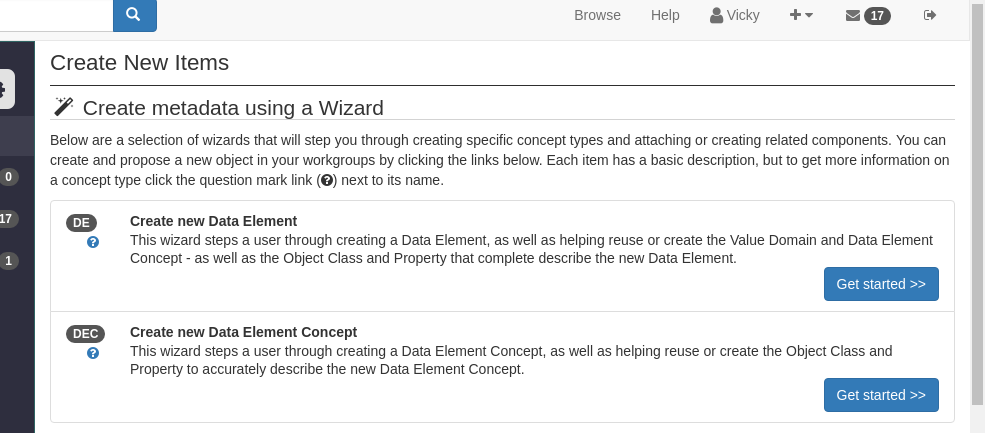 Browse Help Vicky 17
Create New Items
Create metadata using a Wizard
Below are a selection of wizards that will step you through creating specific concept types and attaching or creating related components. You can
create and propose a new object in your workgroups by clicking the links below. Each item has a basic description, but to get more information on
a concept type click the question mark link (?) next to its name.
0
17
1
DE Create new Data Element
? This wizard steps a user through creating a Data Element, as well as helping reuse or create the Value Domain and Data Element
Concept - as well as the Object Class and Property that complete describe the new Data Element.
Get started >>
DEC Create new Data Element Concept
? This wizard steps a user through creating a Data Element Concept, as well as helping reuse or create the Object Class and
Property to accurately describe the new Data Element Concept.
Get started >>